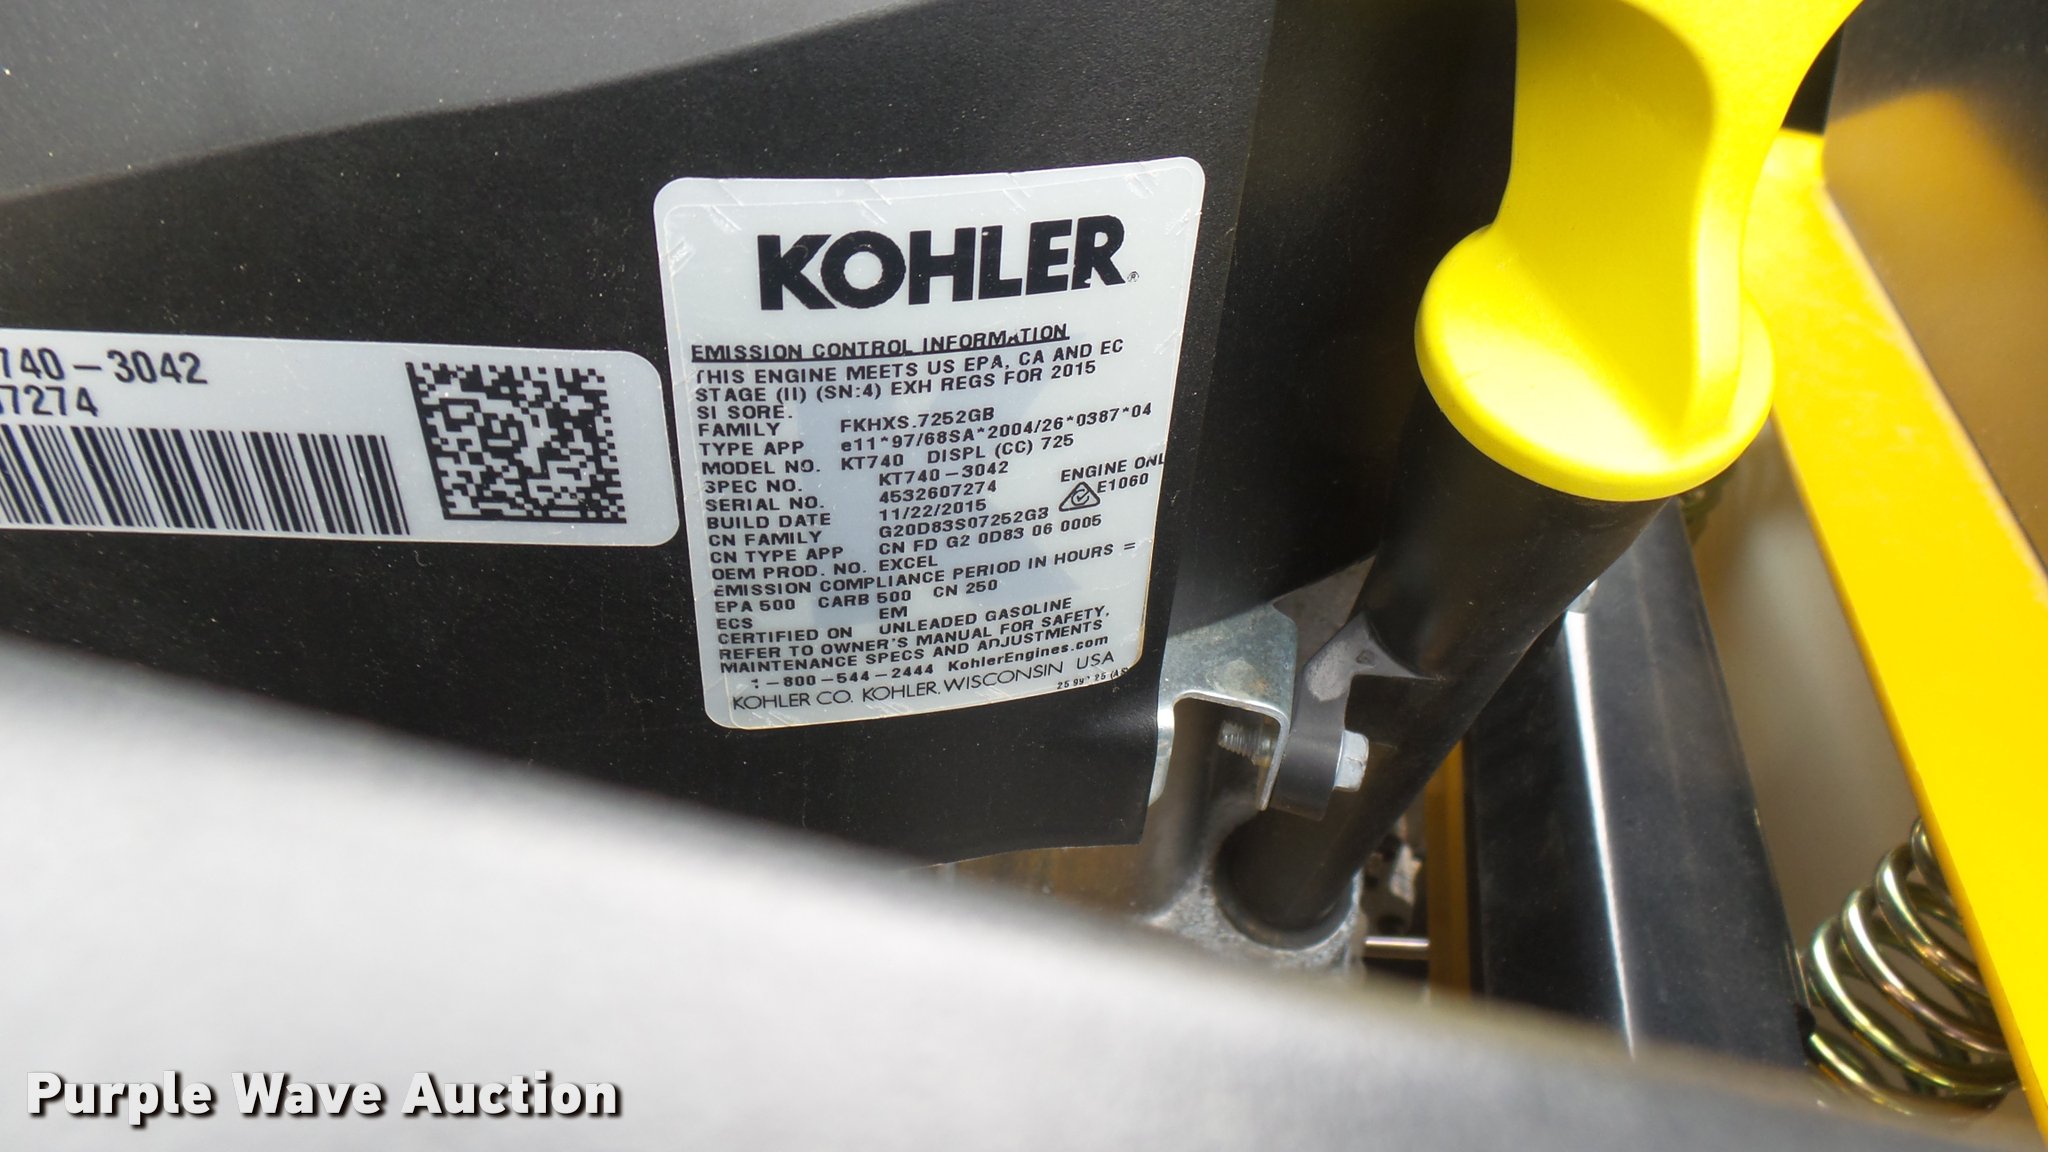 KOHLER®
EMISSION CONTROL INFORMATION
THIS ENGINE MEETS US EPA, CA AND EC
STAGE (II) (SN:4) EXH REGS FOR 2015
SI SORE.
FAMILY FKHXS.7252GB
TYPE APP e11*97/68SA*2004/26*0387*04
MODEL NO. KT740 DISPL (CC) 725
SPEC NO. KT740-3042
SERIAL NO. 4532607274 ENGINE ONL
BUILD DATE 11/22/2015 E1060
CN FAMILY G20D83S07252GB
CN TYPE APP CN FD G2 0D83 06 0005
OEM PROD. NO. EXCEL
EMISSION COMPLIANCE PERIOD IN HOURS =
EPA 500 CARB 500 CN 250
ECS EM
CERTIFIED ON UNLEADED GASOLINE
REFER TO OWNER'S MANUAL FOR SAFETY,
MAINTENANCE SPECS AND ADJUSTMENTS
1-800-544-2444 KohlerEngines.com
KOHLER CO. KOHLER, WISCONSIN USA
740-3042
7274
Purple Wave Auction